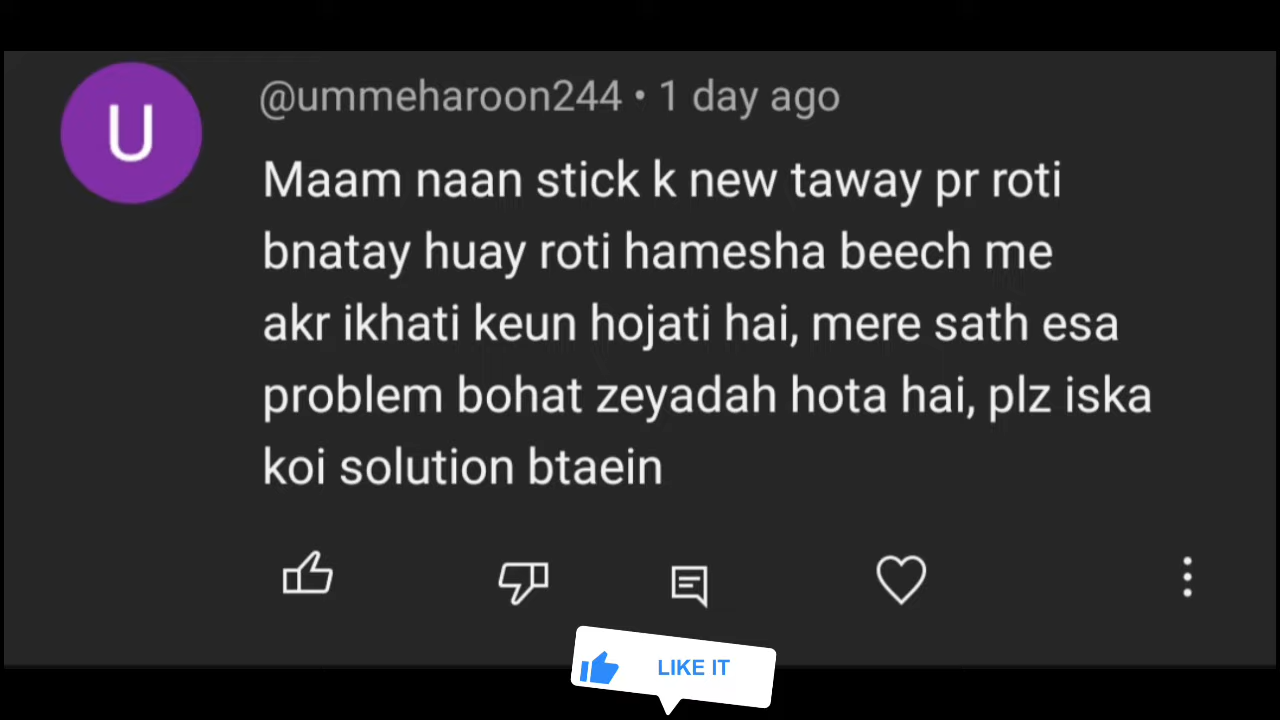 U
@ummeharoon244 • 1 day ago
Maam naan stick k new taway pr roti
bnatay huay roti hamesha beech me
akr ikhati keun hojati hai, mere sath esa
problem bohat zeyadah hota hai, plz iska
koi solution btaein
LIKE IT